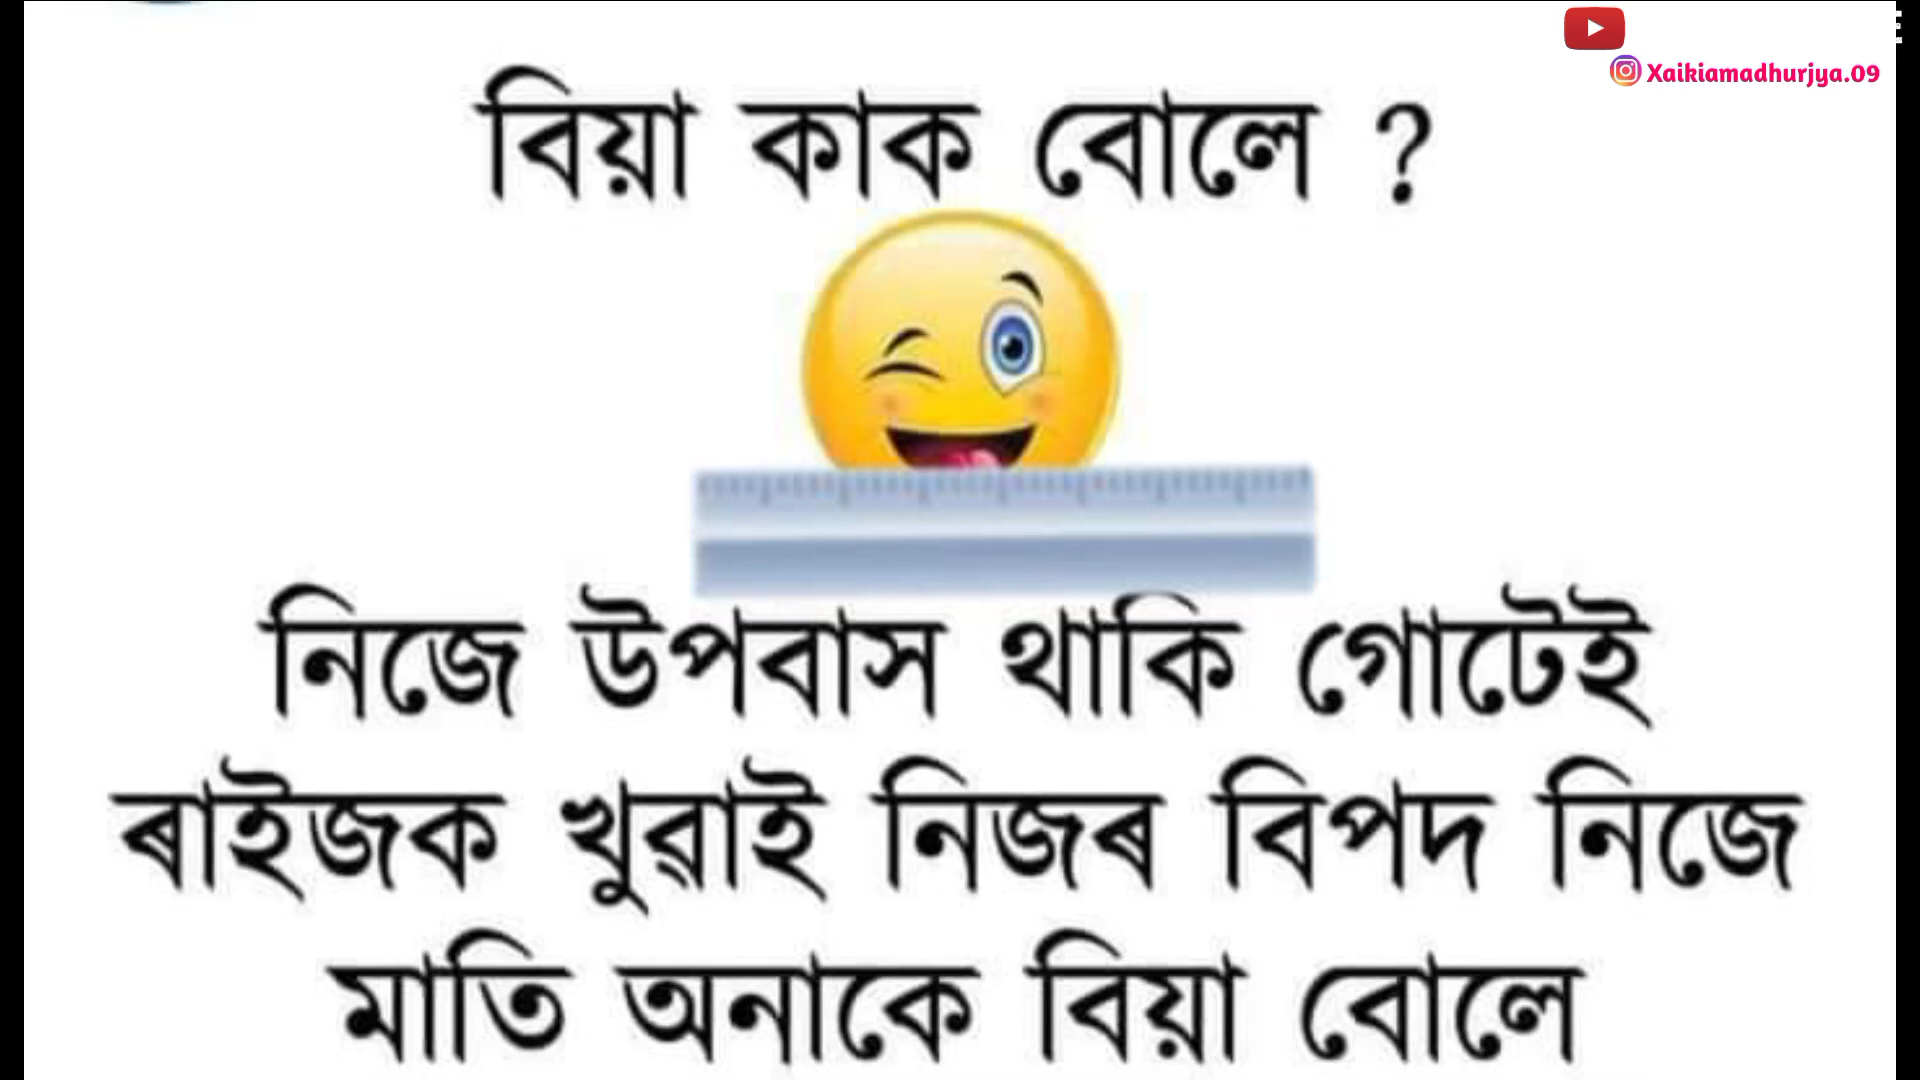 Xaikiamadhurjya.09
বিয়া কাক বোলে ?
নিজে উপবাস থাকি গোটেই
ৰাইজক খুৱাই নিজৰ বিপদ নিজে
মাতি অনাকে বিয়া বোলে